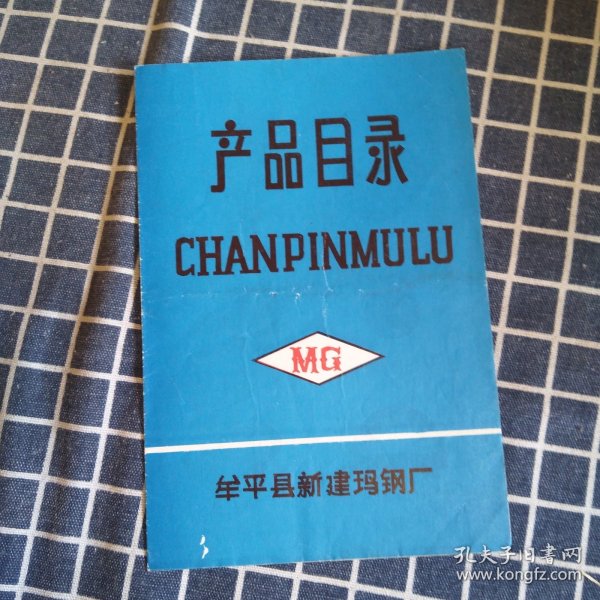 产品目录
CHANPINMULU
MG
牟平县新建玛钢厂
孔夫子旧書网
www.kongfz.com